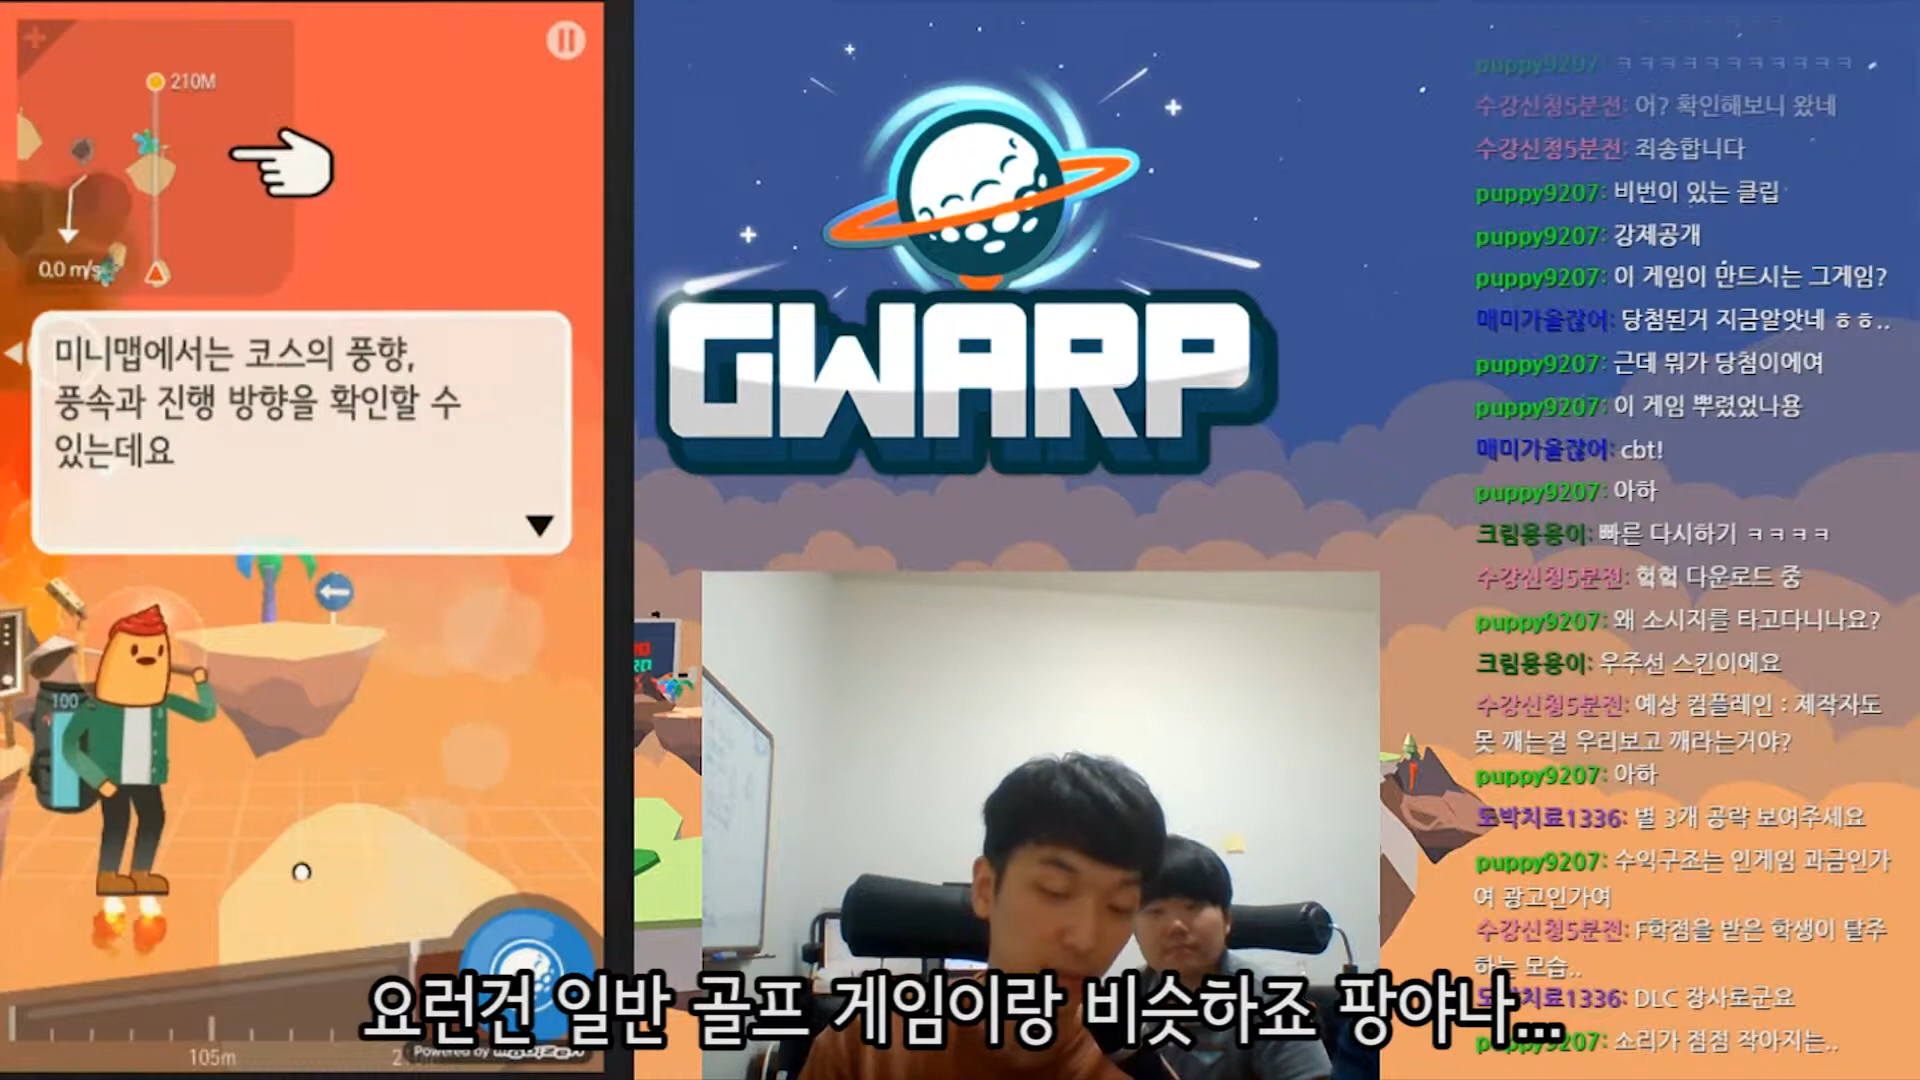 210M
0.0 m/s
미니맵에서는 코스의 풍향,
풍속과 진행 방향을 확인할 수
있는데요
100
105m
Powered by
GWARP
puppy9207: ㅋㅋㅋㅋㅋㅋㅋㅋㅋㅋㅋ
수강신청5분전: 어? 확인해보니 왔네
수강신청5분전: 죄송합니다
puppy9207: 비번이 있는 클립
puppy9207: 강제공개
puppy9207: 이 게임이 만드시는 그게임?
매미가울잖어: 당첨된거 지금알앗네 ㅎㅎ..
puppy9207: 근데 뭐가 당첨이에여
puppy9207: 이 게임 뿌렸었나용
매미가울잖어: cbt!
puppy9207: 아하
크림용용이: 빠른 다시하기 ㅋㅋㅋㅋ
수강신청5분전: 헠헠 다운로드 중
puppy9207: 왜 소시지를 타고다니나요?
크림용용이: 우주선 스킨이에요
수강신청5분전: 예상 컴플레인 : 제작자도
못 깨는걸 우리보고 깨라는거야?
puppy9207: 아하
도박치료1336: 별 3개 공략 보여주세요
puppy9207: 수익구조는 인게임 과금인가
여 광고인가여
수강신청5분전: F학점을 받은 학생이 탈주
하는 모습..
도박치료1336: DLC 장사로군요
puppy9207: 소리가 점점 작아지는..
요런건 일반 골프 게임이랑 비슷하죠 팡야나...